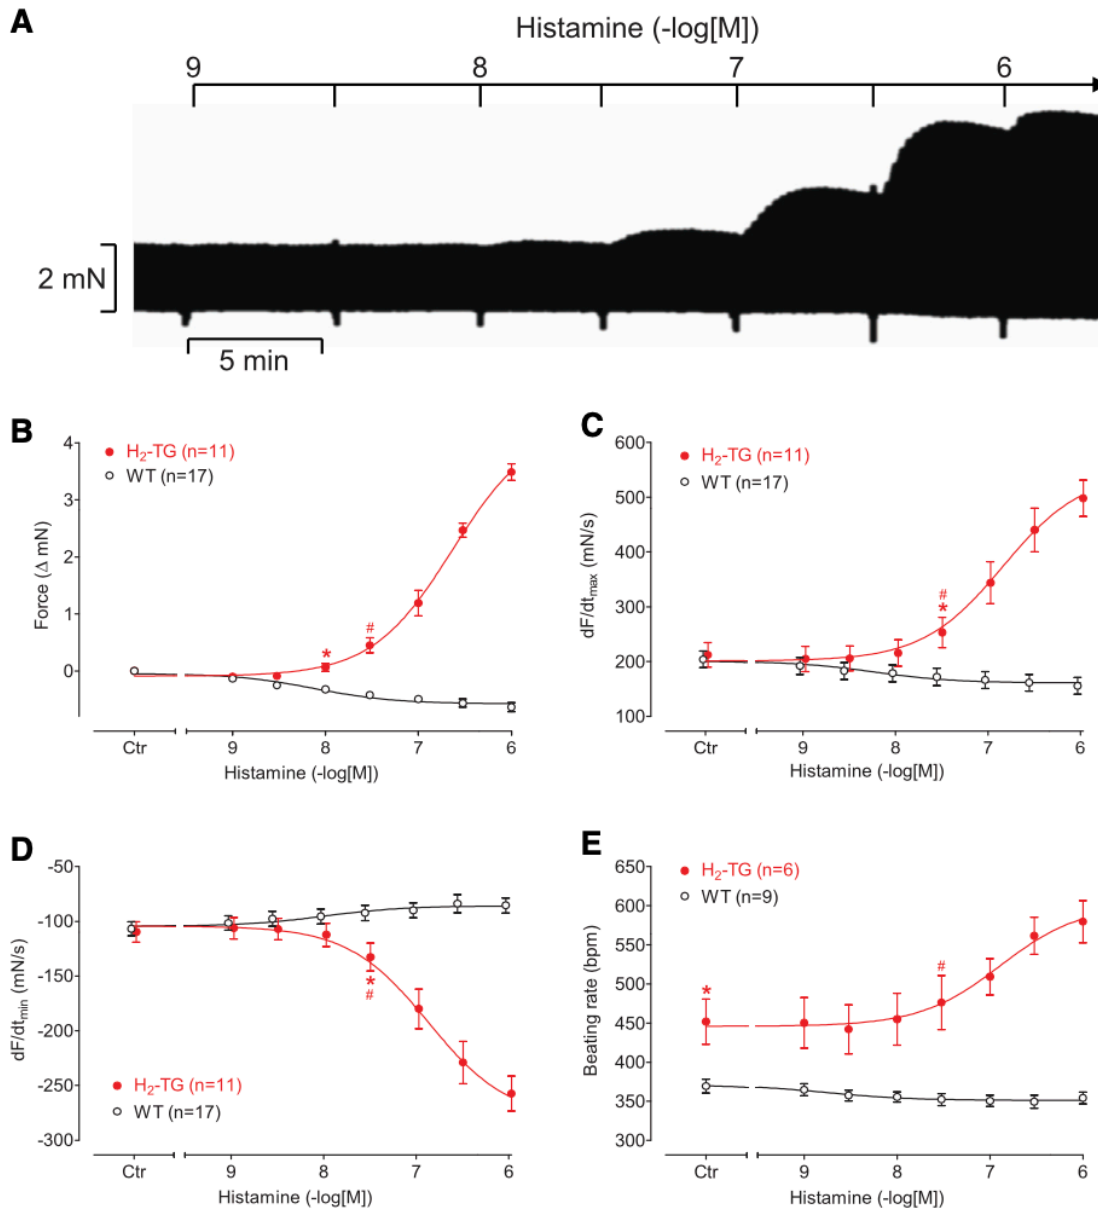 A
Histamine (-log[M])
9 8 7 6
2 mN
5 min
B
Force (Δ mN)
4
3
2
1
0
H₂-TG (n=11)
WT (n=17)
*
#
Ctr 9 8 7 6
Histamine (-log[M])
C
dF/dtmax (mN/s)
600
500
400
300
200
100
H₂-TG (n=11)
WT (n=17)
#
*
Ctr 9 8 7 6
Histamine (-log[M])
D
dF/dtmin (mN/s)
-50
-100
-150
-200
-250
-300
*
#
H₂-TG (n=11)
WT (n=17)
Ctr 9 8 7 6
Histamine (-log[M])
E
Beating rate (bpm)
650
600
550
500
450
400
350
300
H₂-TG (n=6)
WT (n=9)
*
#
Ctr 9 8 7 6
Histamine (-log[M])